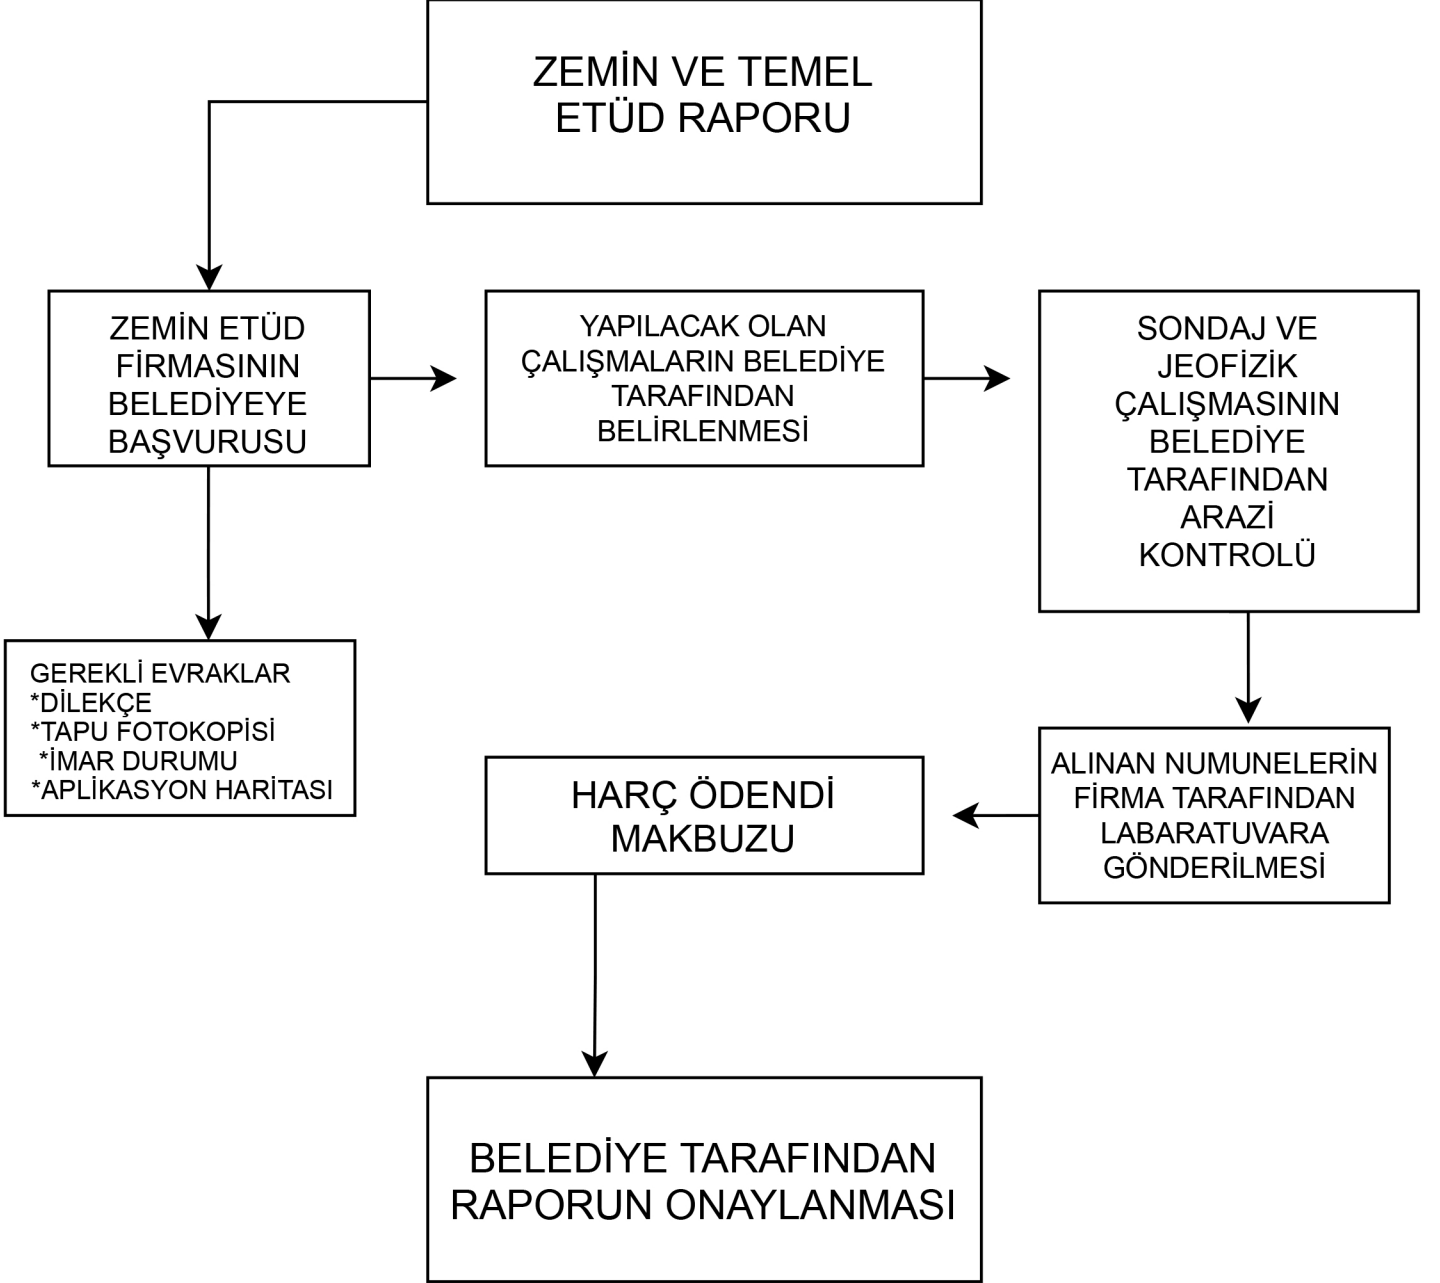 ZEMİN VE TEMEL
ETÜD RAPORU
ZEMİN ETÜD
FİRMASININ
BELEDİYEYE
BAŞVURUSU
YAPILACAK OLAN
ÇALIŞMALARIN BELEDİYE
TARAFINDAN
BELİRLENMESİ
SONDAJ VE
JEOFİZİK
ÇALIŞMASININ
BELEDİYE
TARAFINDAN
ARAZİ
KONTROLÜ
GEREKLİ EVRAKLAR
*DİLEKÇE
*TAPU FOTOKOPİSİ
*İMAR DURUMU
*APLİKASYON HARİTASI
ALINAN NUMUNELERİN
FİRMA TARAFINDAN
LABARATUVARA
GÖNDERİLMESİ
HARÇ ÖDENDİ
MAKBUZU
BELEDİYE TARAFINDAN
RAPORUN ONAYLANMASI